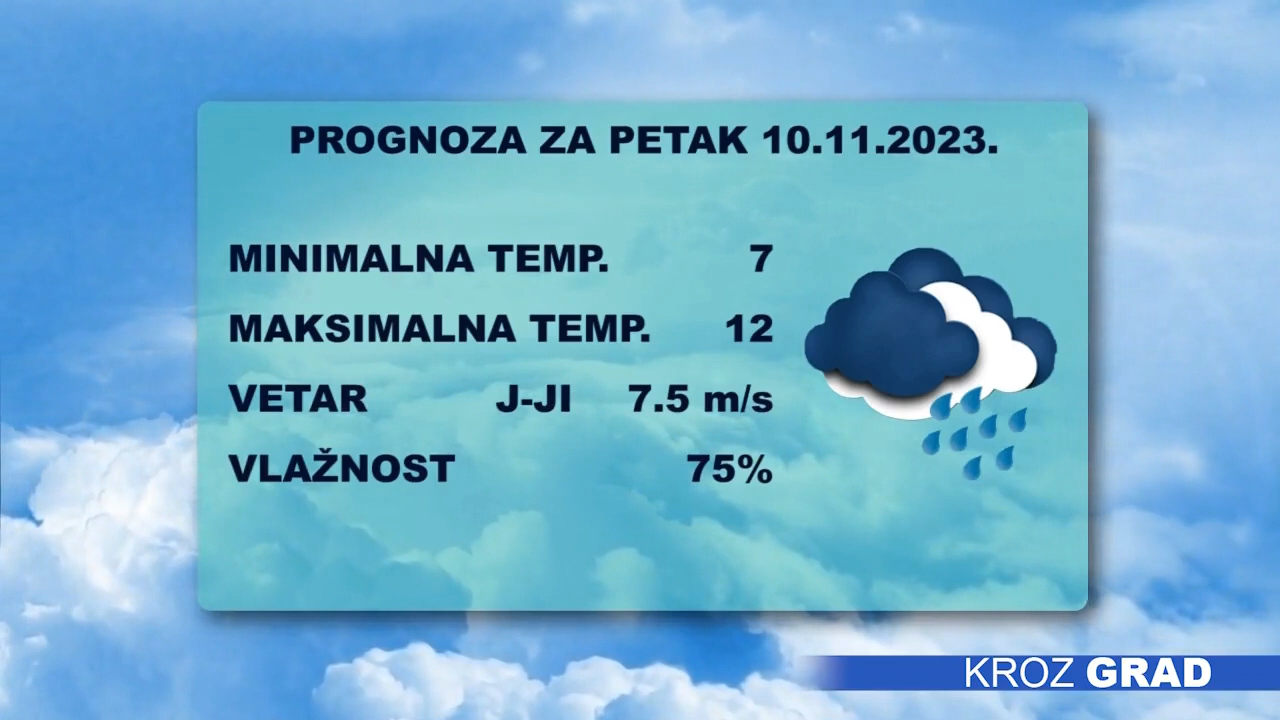 PROGNOZA ZA PETAK 10.11.2023.
MINIMALNA TEMP. 7
MAKSIMALNA TEMP. 12
VETAR J-JI 7.5 m/s
VLAŽNOST 75%
KROZ GRAD